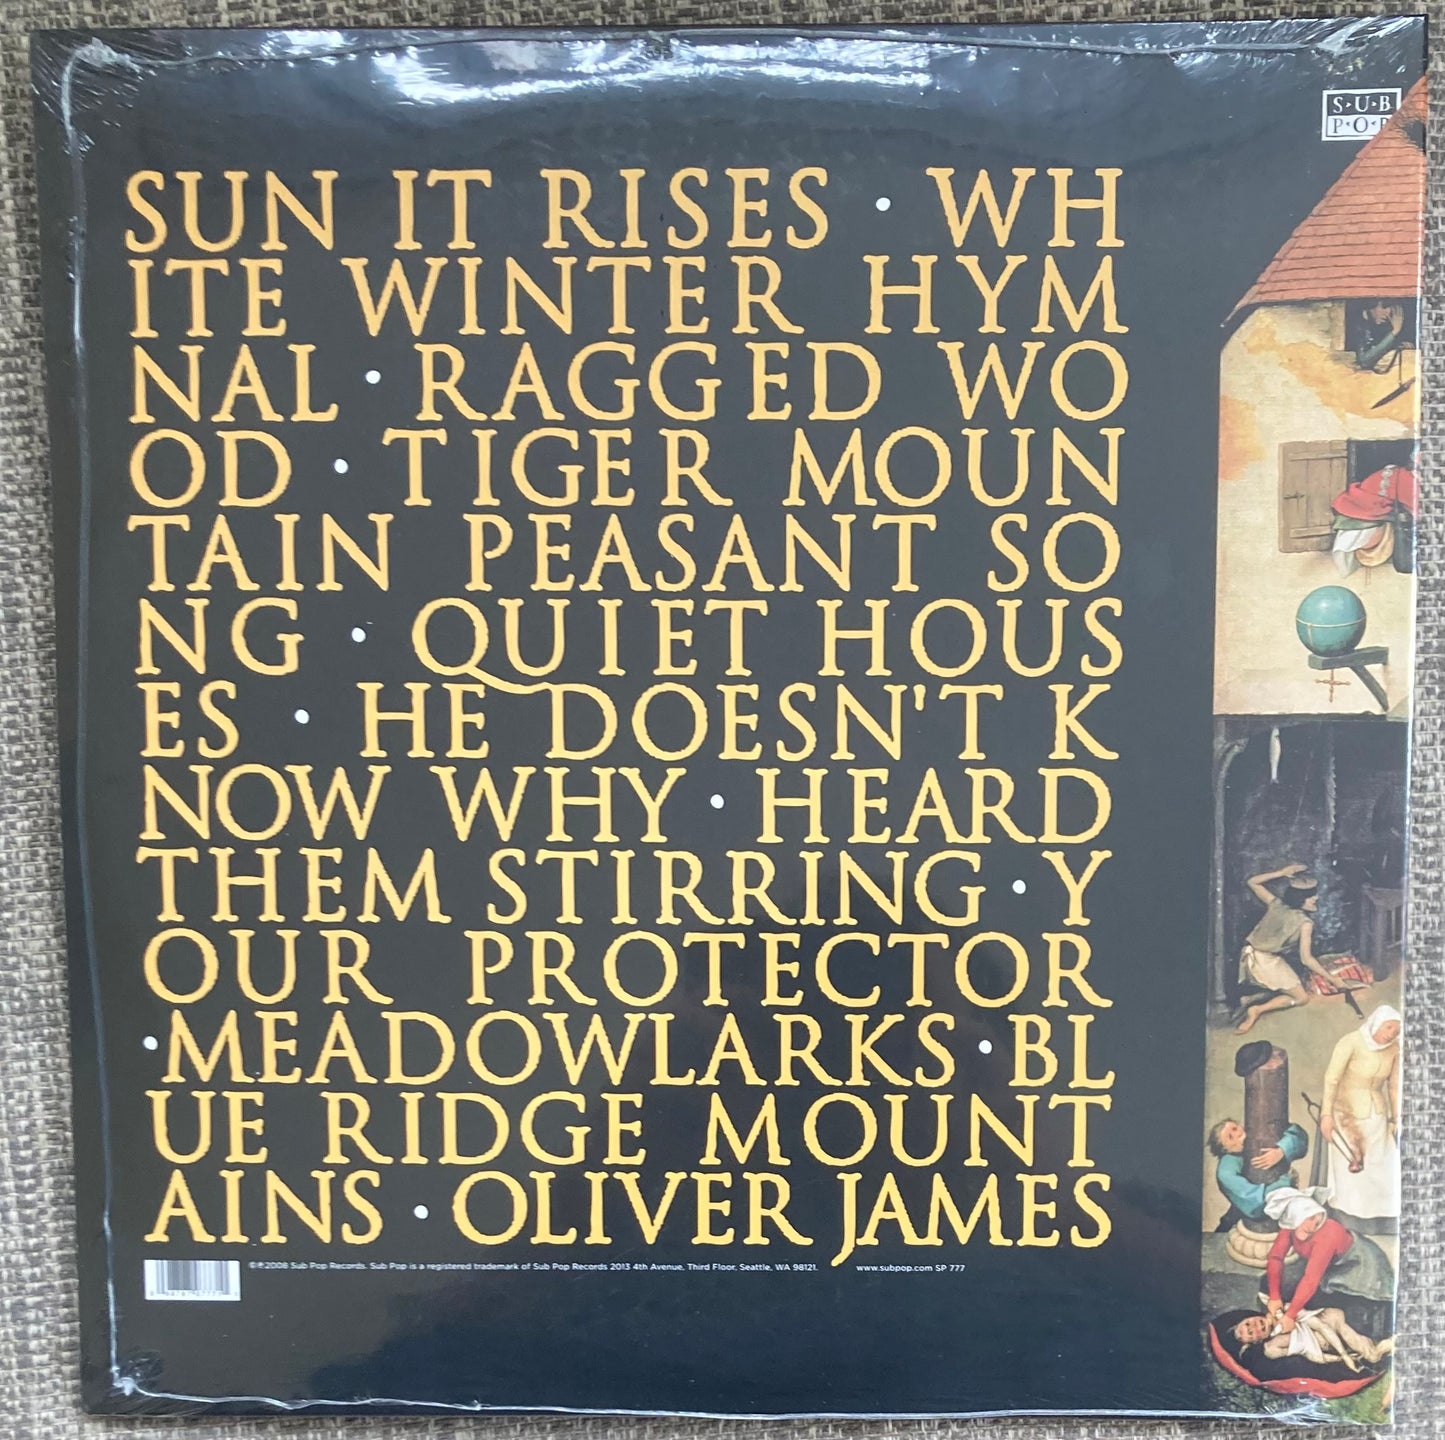 S·U·B
P·O·P
SUN IT RISES · WH
ITE WINTER HYM
NAL · RAGGED WO
OD · TIGER MOUN
TAIN PEASANT SO
NG · QUIET HOUS
ES · HE DOESN'T K
NOW WHY · HEARD
THEM STIRRING · Y
OUR PROTECTOR
· MEADOWLARKS · BL
UE RIDGE MOUNT
AINS · OLIVER JAMES
©℗2008 Sub Pop Records. Sub Pop is a registered trademark of Sub Pop Records 2013 4th Avenue, Third Floor, Seattle, WA 98121. www.subpop.com SP 777